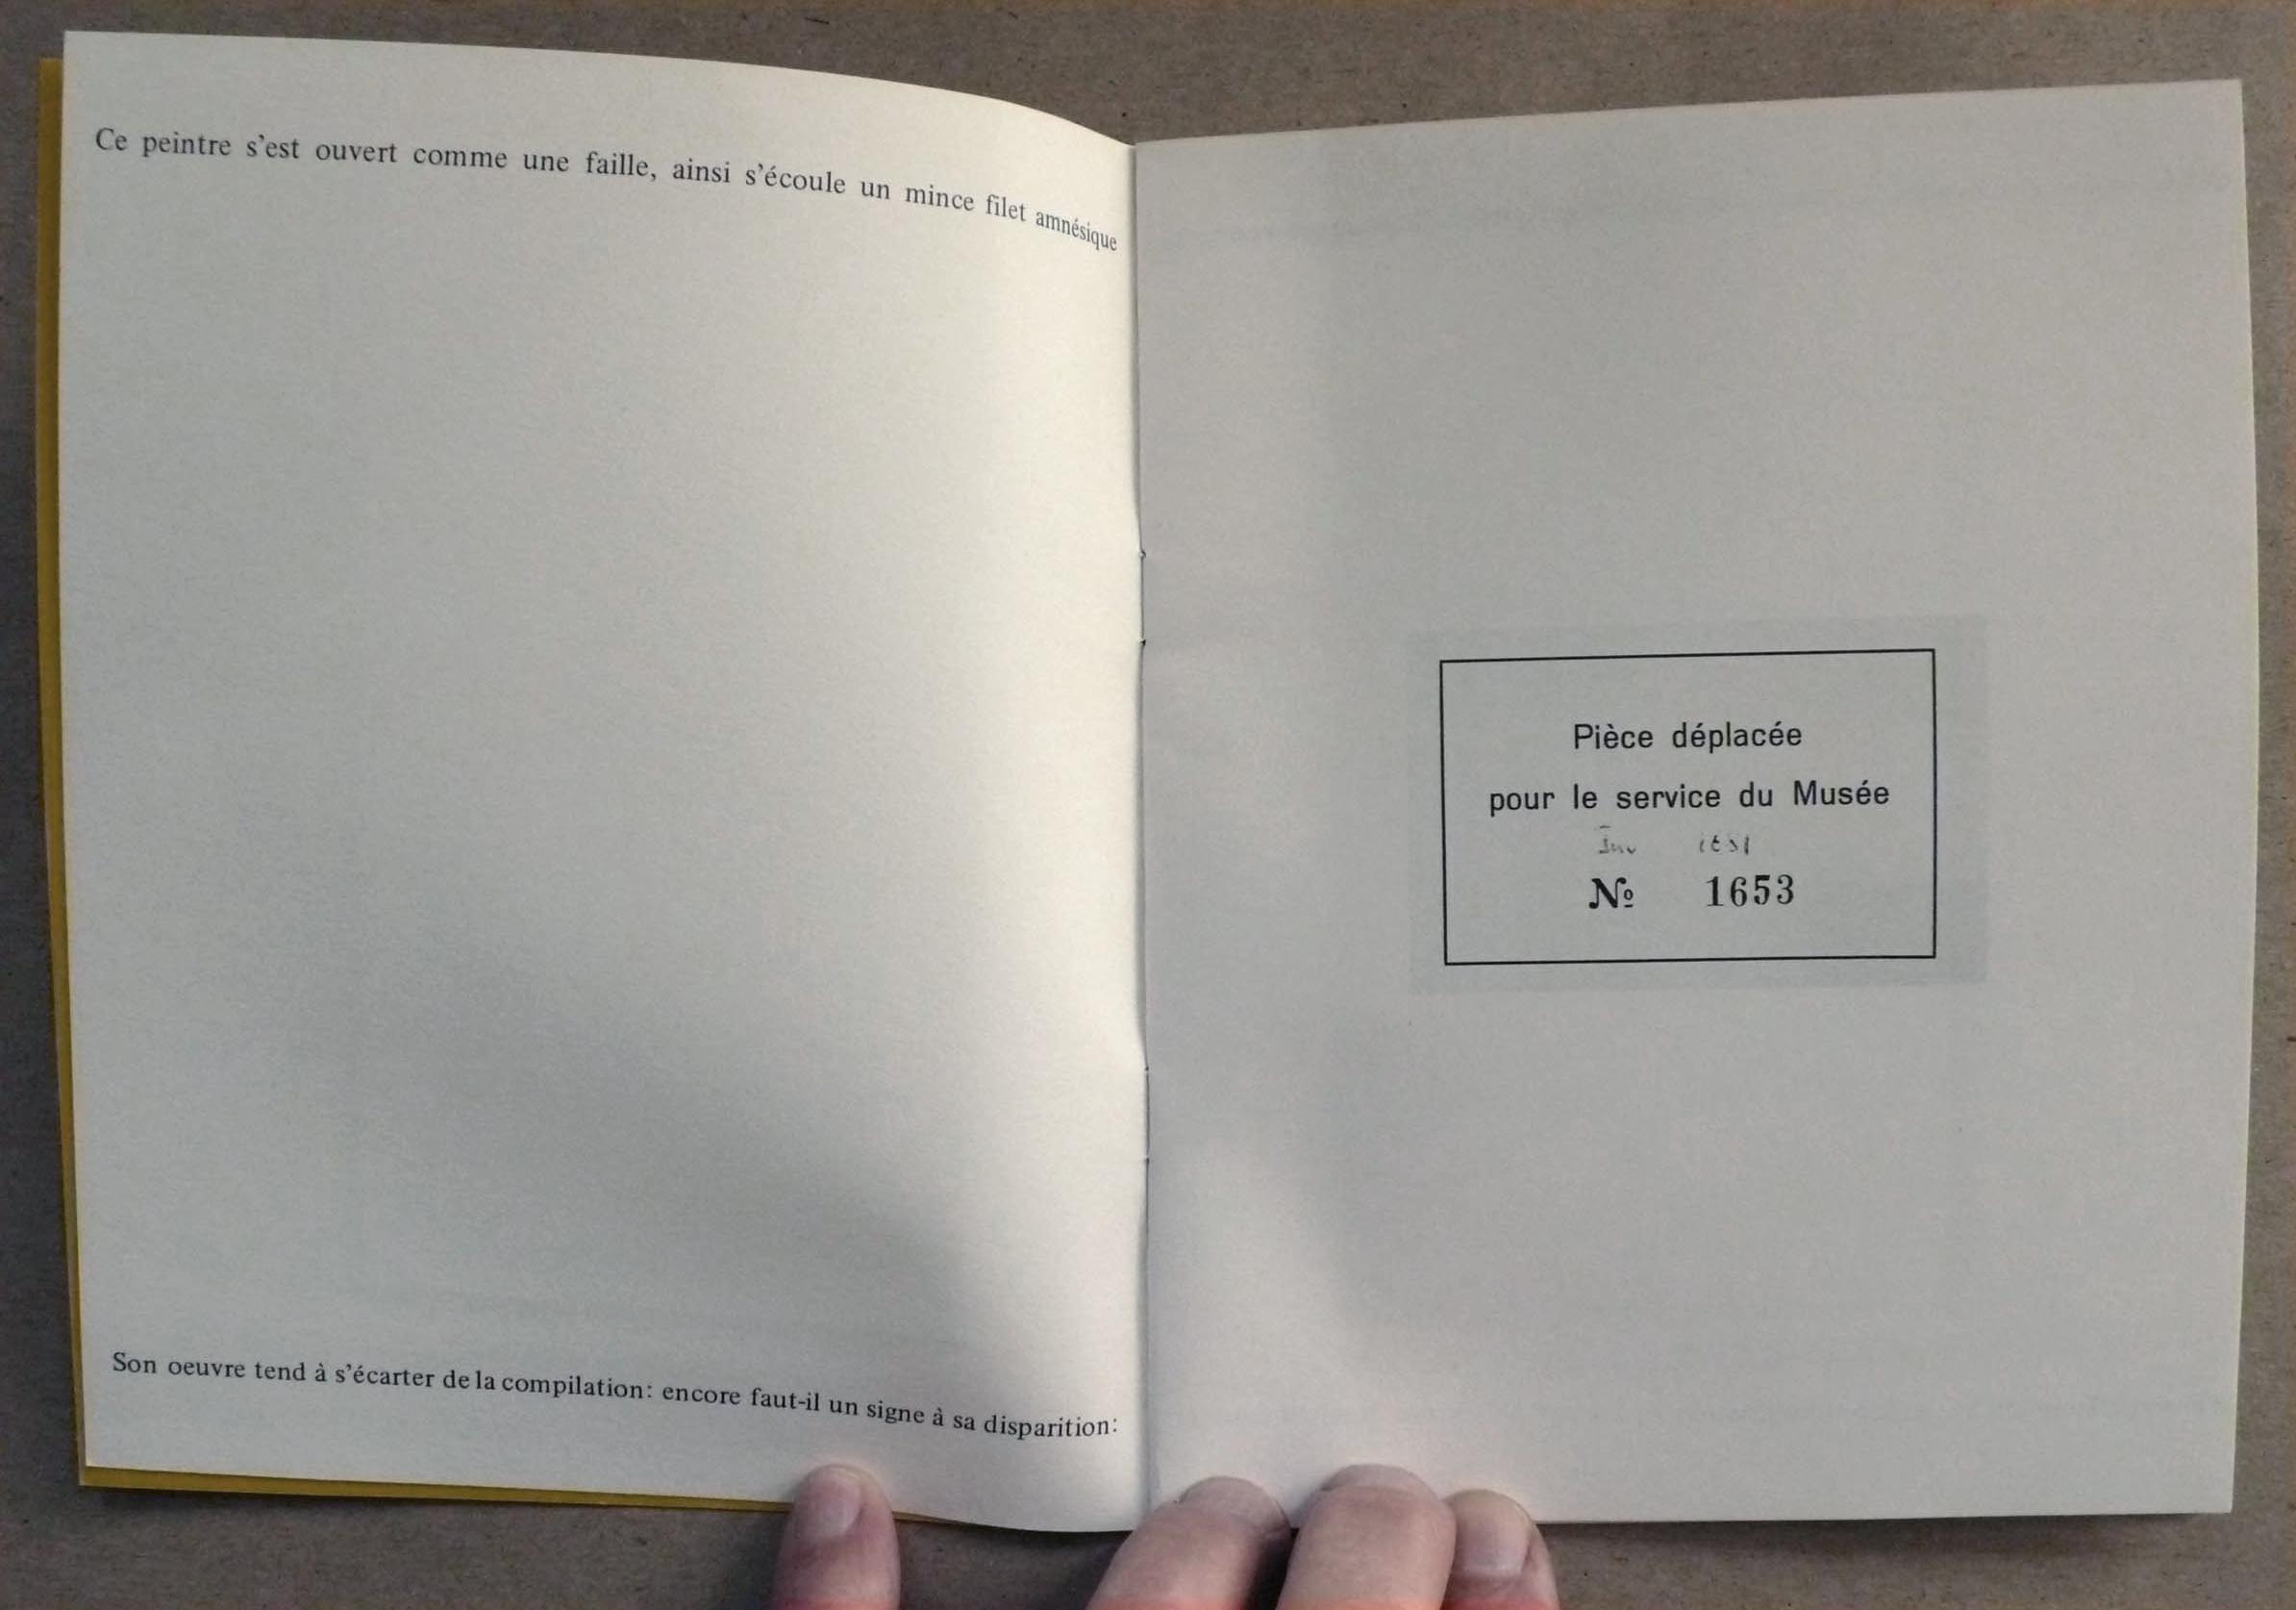 Ce peintre s'est ouvert comme une faille, ainsi s'écoule un mince filet amnésique
Son oeuvre tend à s'écarter de la compilation: encore faut-il un signe à sa disparition:
Pièce déplacée
pour le service du Musée
Inv
№ 1653